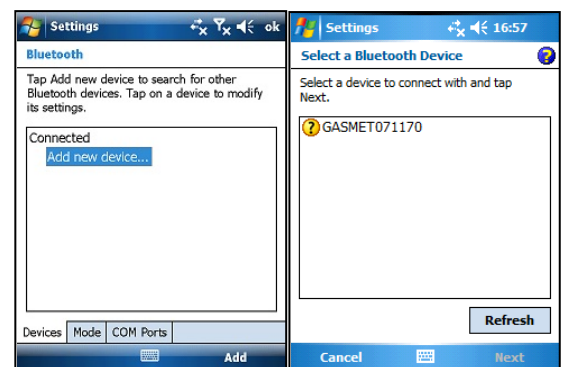 Settings ok
Bluetooth
Tap Add new device to search for other
Bluetooth devices. Tap on a device to modify
its settings.
Connected
Add new device...
Devices Mode COM Ports
Add
Settings 16:57
Select a Bluetooth Device ?
Select a device to connect with and tap
Next.
? GASMET071170
Refresh
Cancel Next